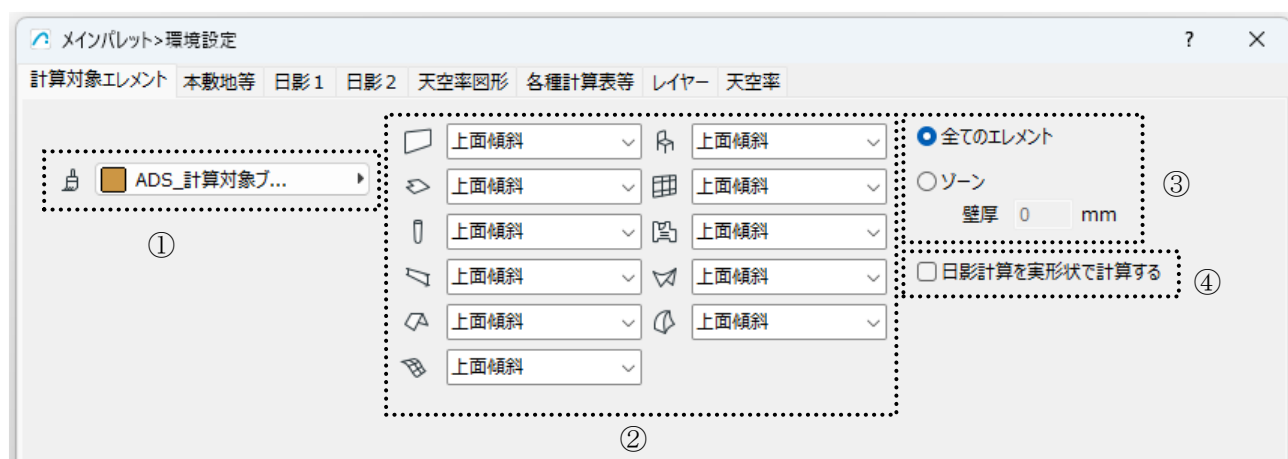 メインパレット>環境設定 ? ×
計算対象エレメント 本敷地等 日影1 日影2 天空率図形 各種計算表等 レイヤー 天空率
上面傾斜 上面傾斜 全てのエレメント
ADS_計算対象ブ... 上面傾斜 上面傾斜 ゾーン ③
① 上面傾斜 上面傾斜 壁厚 0 mm
上面傾斜 上面傾斜 日影計算を実形状で計算する ④
上面傾斜 上面傾斜
上面傾斜
②